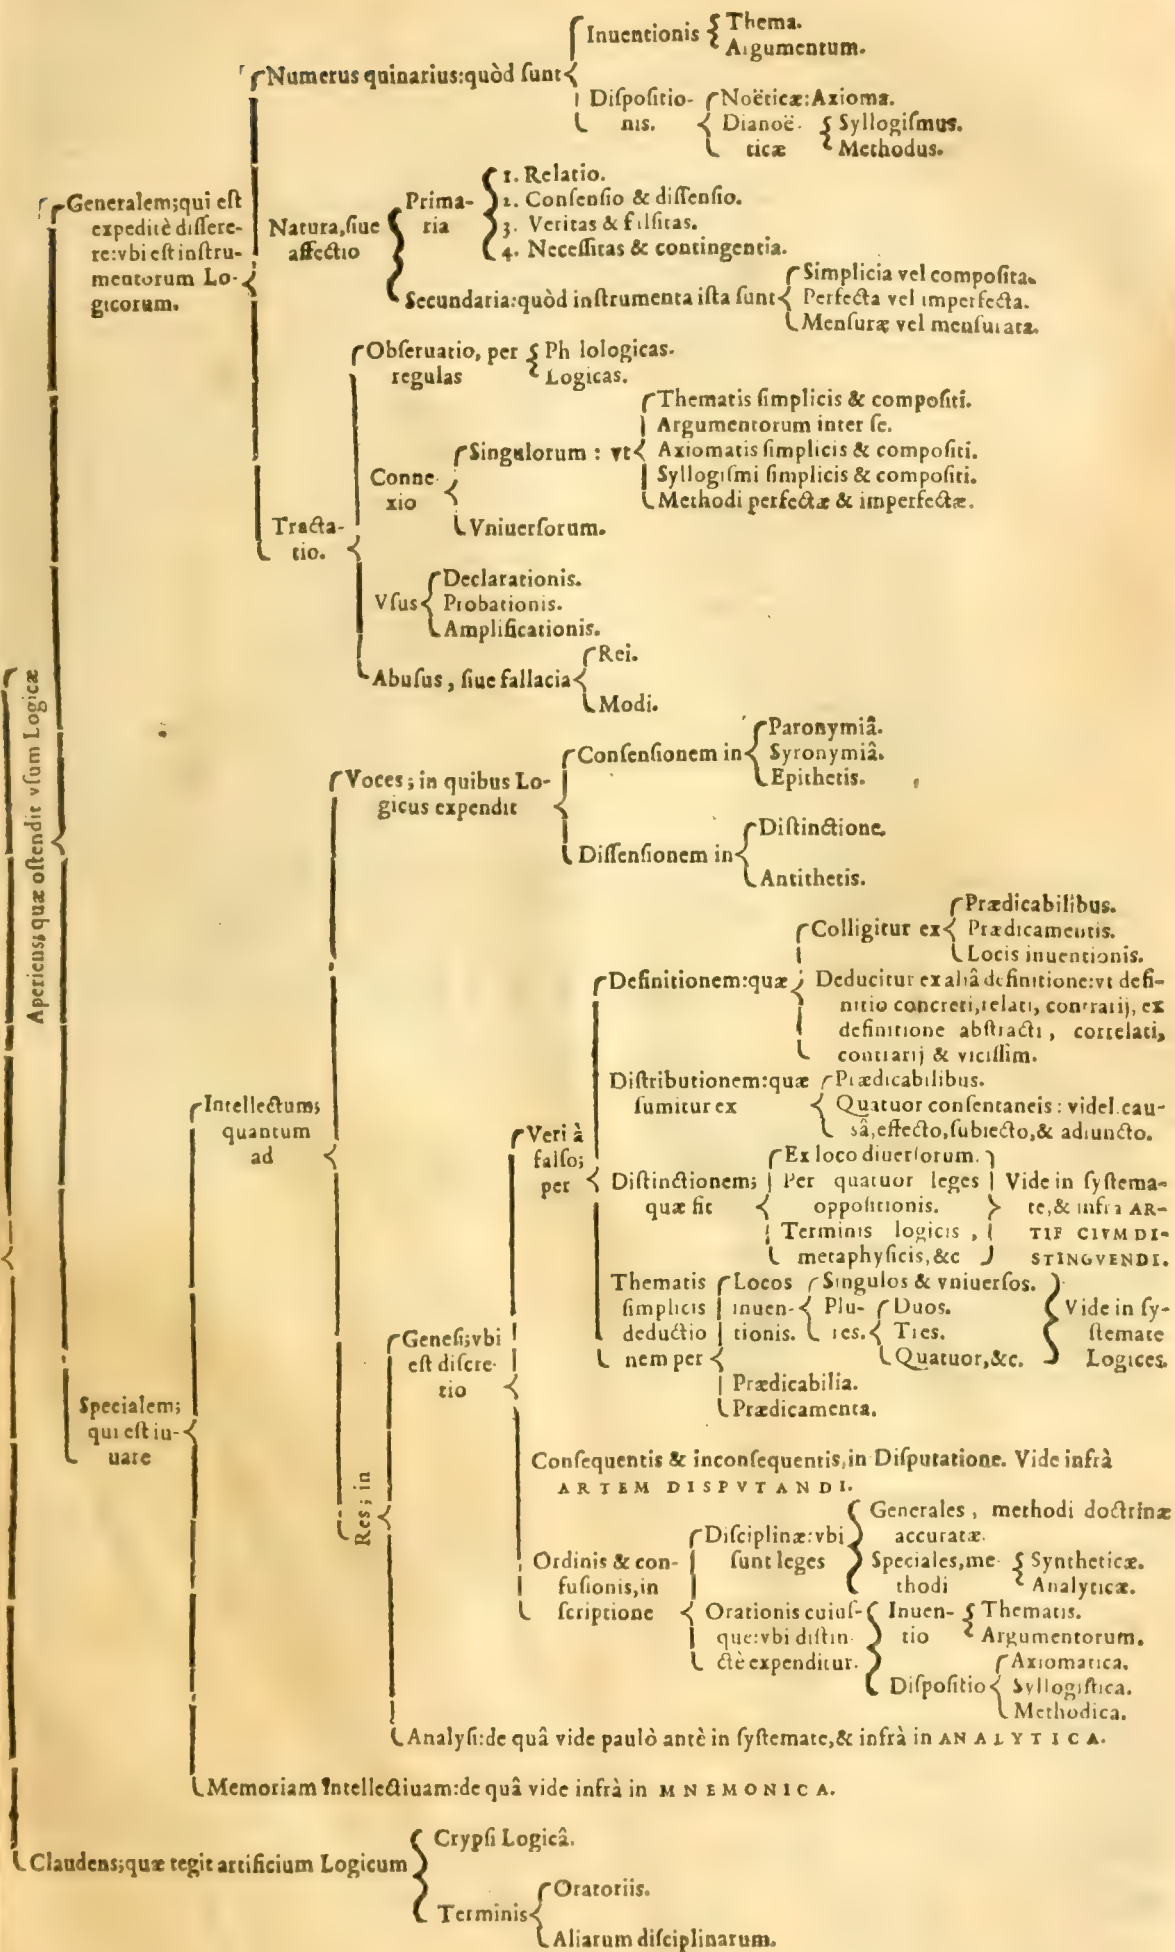 Inuentionis
Thema.
Argumentum.
Numerus quinarius:quòd ſunt
Diſpoſitio-
nis.
Noëticæ:Axioma.
Dianoë-
ticæ
Syllogiſmus.
Methodus.
Generalem;qui eſt
expeditè diſſere-
re:vbi eſt inſtru-
mentorum Lo-
gicorum.
Natura,ſiue
affectio
Prima-
ria
1. Relatio.
2. Conſenſio & diſſenſio.
3. Veritas & falſitas.
4. Neceſſitas & contingentia.
Secundaria:quòd inſtrumenta iſta ſunt
Simplicia vel compoſita.
Perfecta vel imperfecta.
Menſuræ vel menſurata.
Tracta-
tio.
Obſeruatio, per
regulas
Ph lologicas.
Logicas.
Conne-
xio
Singulorum : vt
Thematis ſimplicis & compoſiti.
Argumentorum inter ſe.
Axiomatis ſimplicis & compoſiti.
Syllogiſmi ſimplicis & compoſiti.
Methodi perfectæ & imperfectæ.
Vniuerſorum.
Vſus
Declarationis.
Probationis.
Amplificationis.
Abuſus, ſiue fallacia
Rei.
Modi.
Aperiens; quæ oſtendit vſum Logicæ
Voces; in quibus Lo-
gicus expendit
Conſenſionem in
Paronymiâ.
Syronymiâ.
Epithetis.
Diſſenſionem in
Diſtinctione.
Antithetis.
Specialem;
qui eſt iu-
uare
Intellectum;
quantum
ad
Res; in
Geneſi;vbi
eſt diſcre-
tio
Veri à
falſo;
per
Definitionem:quæ
Colligitur ex
Prædicabilibus.
Prædicamentis.
Locis inuentionis.
Deducitur ex aliâ definitione:vt defi-
nitio concreti,relati, contrarij, ex
definitione abſtracti, correlati,
contrarij & viciſſim.
Diſtributionem:quæ
ſumitur ex
Prædicabilibus.
Quatuor conſentaneis : videl.cau-
sâ,effecto,ſubiecto,& adiuncto.
Diſtinctionem;
quæ fit
Ex loco diuerſorum.
Per quatuor leges
oppoſitionis.
Terminis logicis,
metaphyſicis,&c
Vide in ſyſtema-
te,& infra AR-
TIF CIVM DI-
STINGVENDI.
Thematis
ſimplicis
deductio
nem per
Locos
inuen-
tionis.
Singulos & vniuerſos.
Plu-
res.
Duos.
Tres.
Quatuor,&c.
Vide in ſy-
ſtemate
Logices.
Prædicabilia.
Prædicamenta.
Conſequentis & inconſequentis,in Diſputatione. Vide infrà
ARTEM DISPVTANDI.
Ordinis & con-
fuſionis,in
ſcriptione
Diſciplinæ:vbi
ſunt leges
Generales, methodi doctrinæ
accuratæ.
Speciales,me-
thodi
Syntheticæ.
Analyticæ.
Orationis cuiuſ-
que:vbi diſtin-
ctè expenditur.
Inuen-
tio
Thematis.
Argumentorum.
Diſpoſitio
Axiomatica.
Syllogiſtica.
Methodica.
Analyſi:de quâ vide paulò antè in ſyſtemate,& infrà in ANALYTICA.
Memoriam Intellectiuam:de quâ vide infrà in MNEMONICA.
Claudens;quæ tegit artificium Logicum
Crypſi Logicâ.
Terminis
Oratoriis.
Aliarum diſciplinarum.